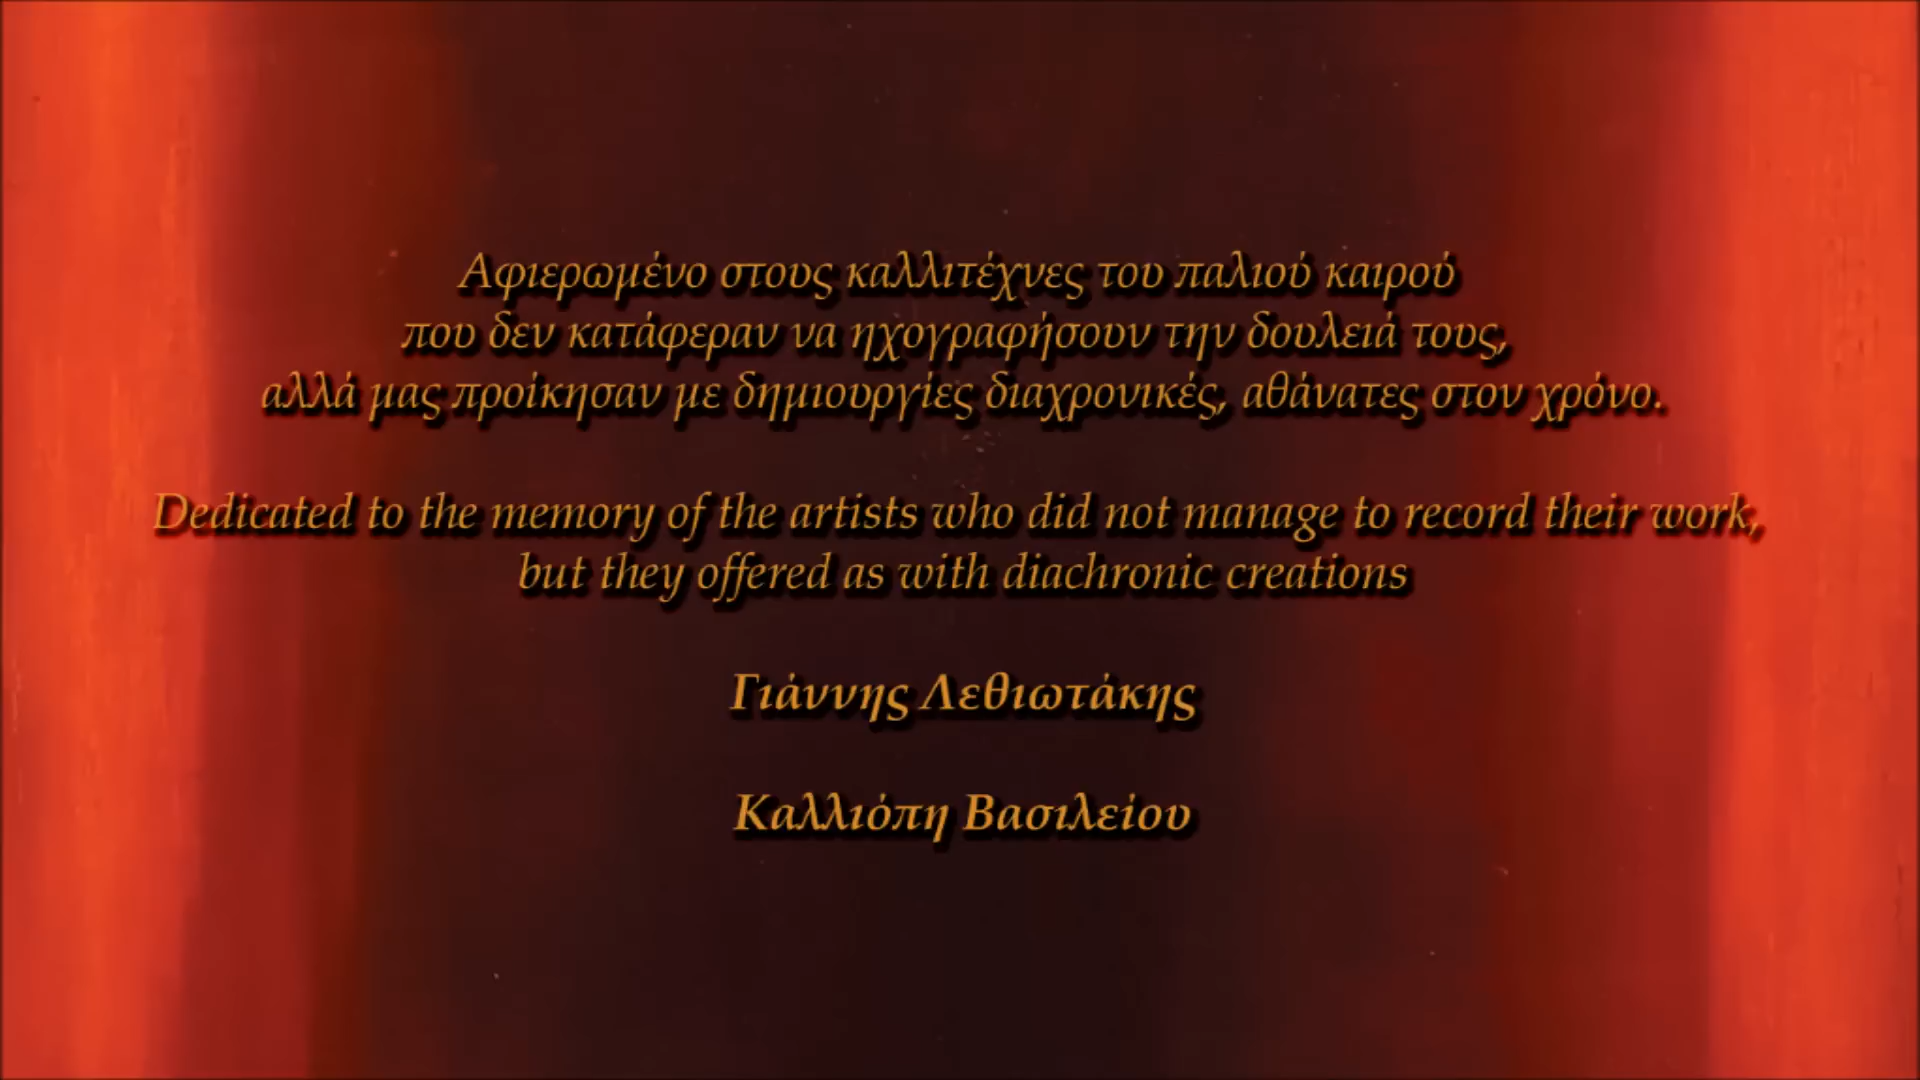 Αφιερωμένο στους καλλιτέχνες του παλιού καιρού
που δεν κατάφεραν να ηχογραφήσουν την δουλειά τους,
αλλά μας προίκησαν με δημιουργίες διαχρονικές, αθάνατες στον χρόνο.
Dedicated to the memory of the artists who did not manage to record their work,
but they offered as with diachronic creations
Γιάννης Λεθιωτάκης
Καλλιόπη Βασιλείου